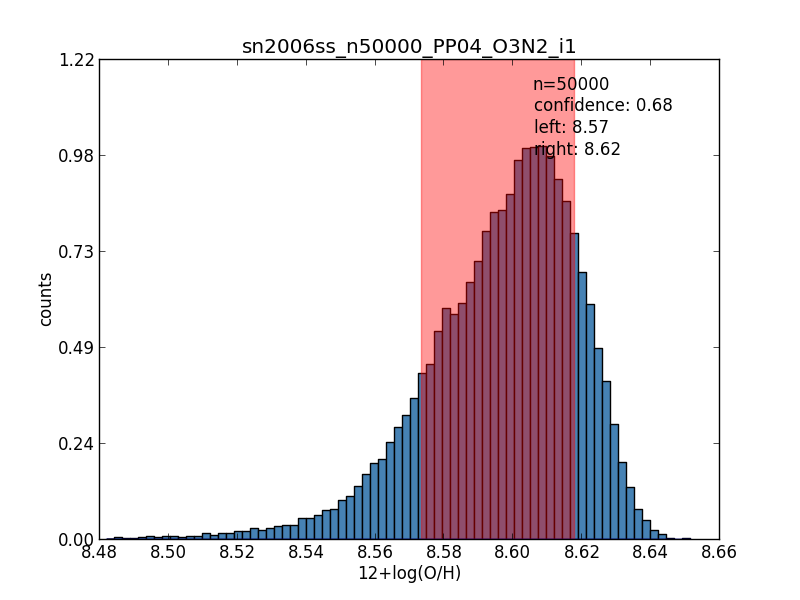 sn2006ss_n50000_PP04_O3N2_i1
1.22
0.98
0.73
0.49
0.24
0.00
counts
n=50000
confidence: 0.68
left: 8.57
right: 8.62
8.48 8.50 8.52 8.54 8.56 8.58 8.60 8.62 8.64 8.66
12+log(O/H)